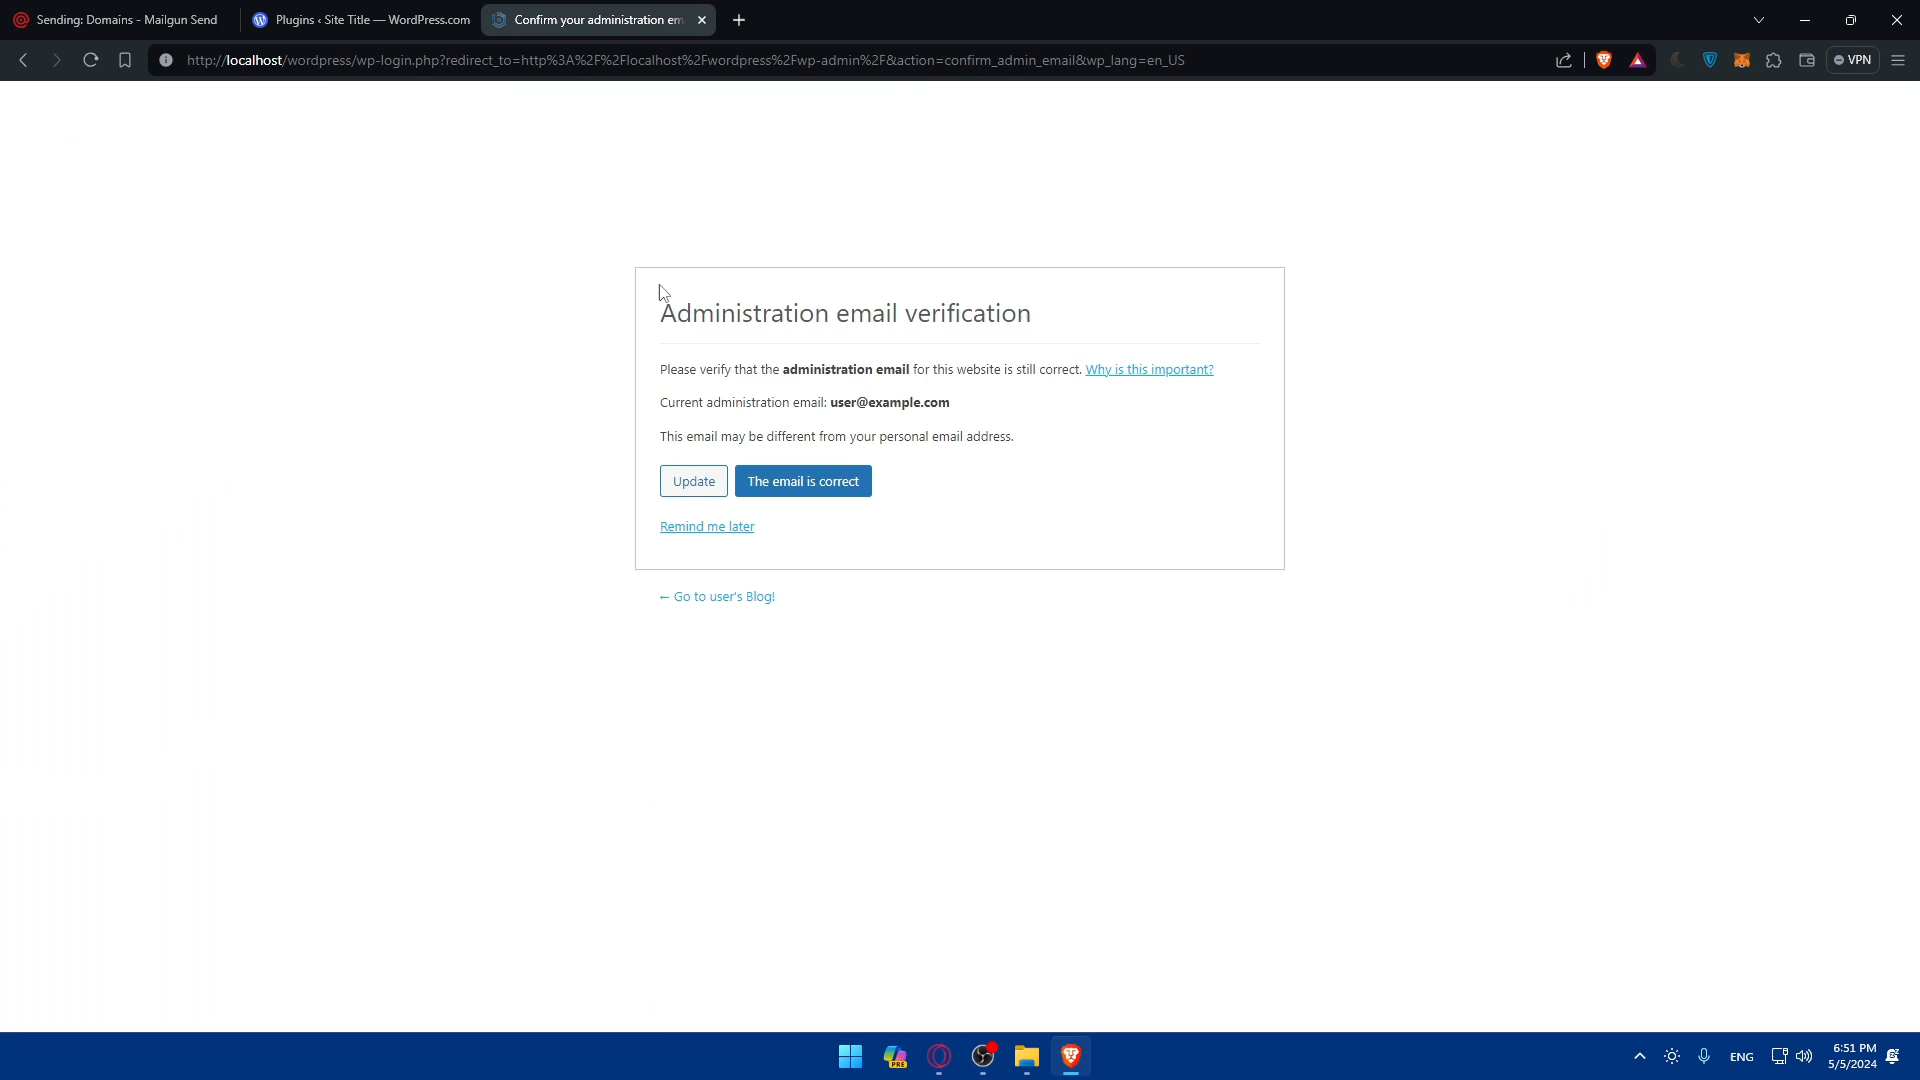 Sending: Domains - Mailgun Send
Plugins ‹ Site Title — WordPress.com
Confirm your administration em
http://localhost/wordpress/wp-login.php?redirect_to=http%3A%2F%2Flocalhost%2Fwordpress%2Fwp-admin%2F&action=confirm_admin_email&wp_lang=en_US
VPN
Administration email verification
Please verify that the administration email for this website is still correct. Why is this important?
Current administration email: user@example.com
This email may be different from your personal email address.
Update
The email is correct
Remind me later
← Go to user's Blog!
PRE
ENG
6:51 PM
5/5/2024